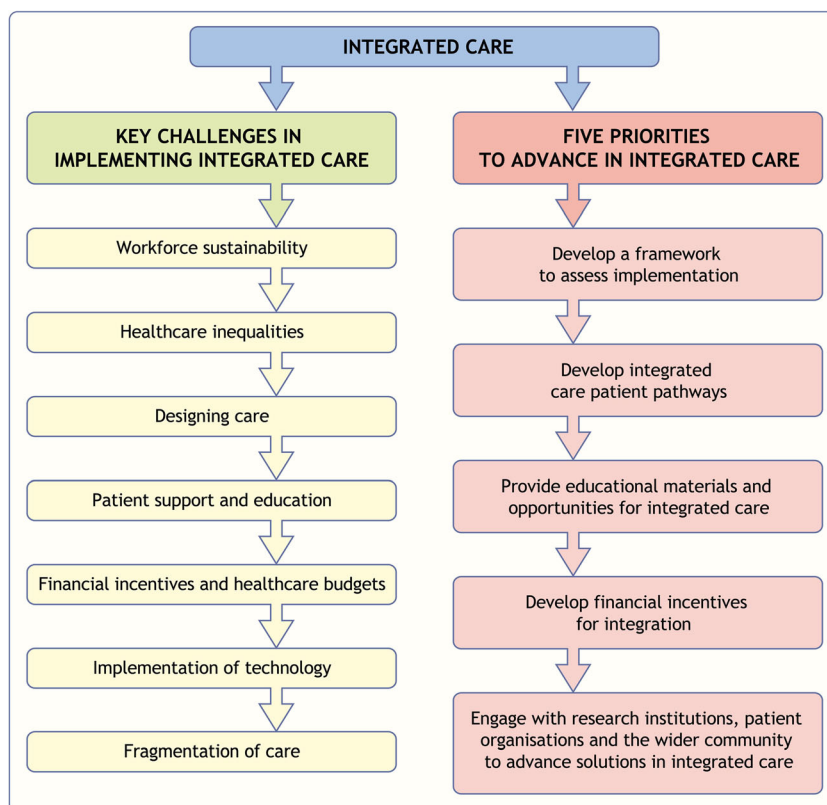 INTEGRATED CARE
KEY CHALLENGES IN
IMPLEMENTING INTEGRATED CARE
Workforce sustainability
Healthcare inequalities
Designing care
Patient support and education
Financial incentives and healthcare budgets
Implementation of technology
Fragmentation of care
FIVE PRIORITIES
TO ADVANCE IN INTEGRATED CARE
Develop a framework
to assess implementation
Develop integrated
care patient pathways
Provide educational materials and
opportunities for integrated care
Develop financial incentives
for integration
Engage with research institutions, patient
organisations and the wider community
to advance solutions in integrated care